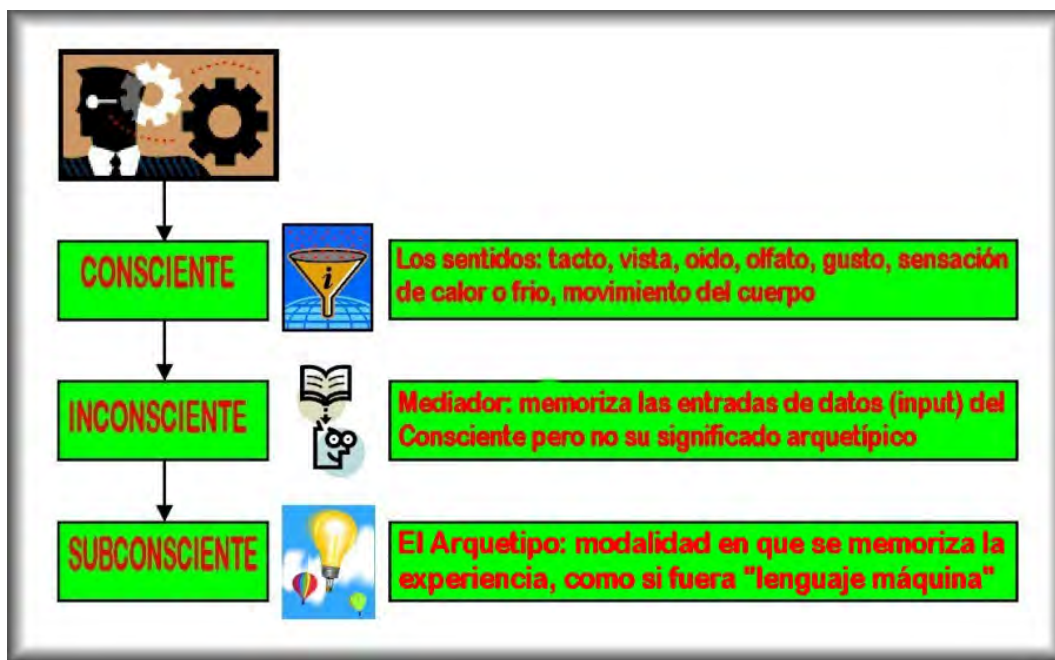 CONSCIENTE
i
Los sentidos: tacto, vista, oido, olfato, gusto, sensación
de calor o frio, movimiento del cuerpo
INCONSCIENTE
Mediador: memoriza las entradas de datos (input) del
Consciente pero no su significado arquetípico
SUBCONSCIENTE
El Arquetipo: modalidad en que se memoriza la
experiencia, como si fuera "lenguaje máquina"